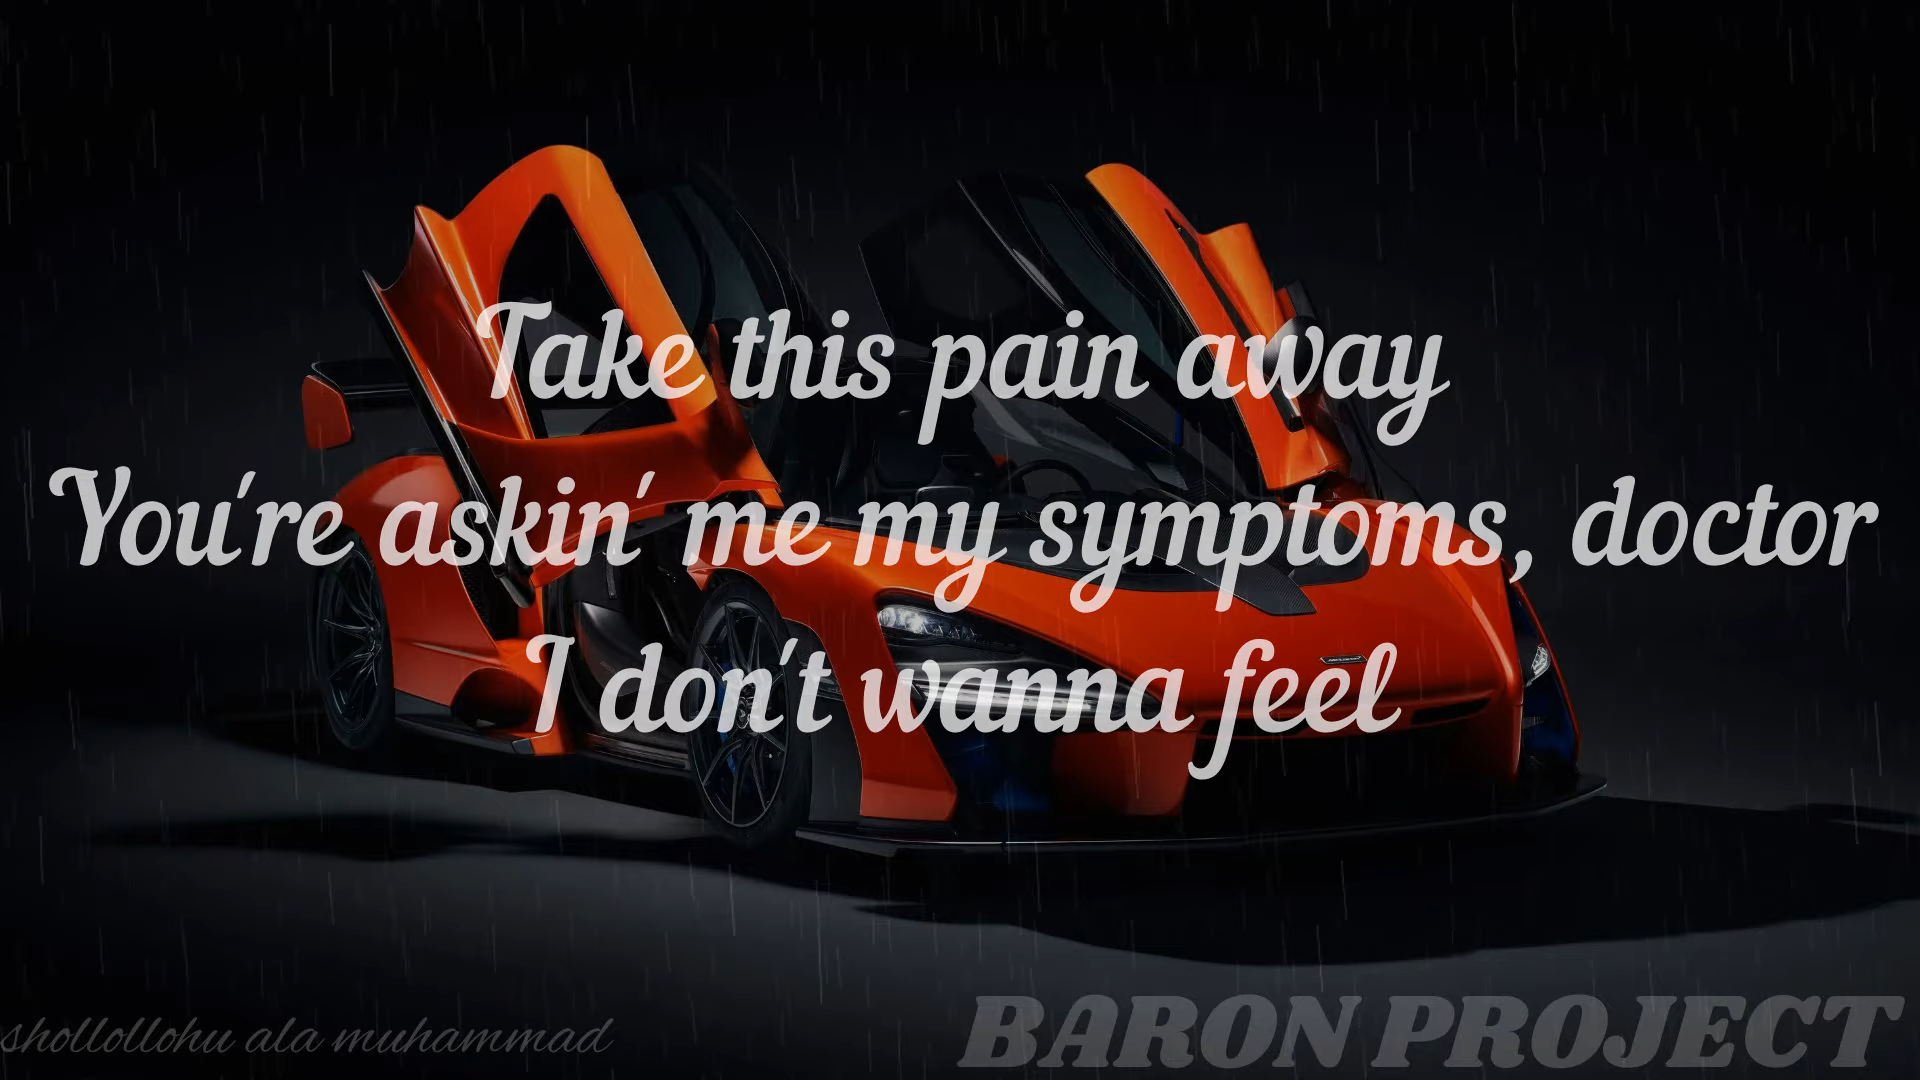 Take this pain away
You're askin' me my symptoms, doctor
I don't wanna feel
shollollohu ala muhammad
BARON PROJECT